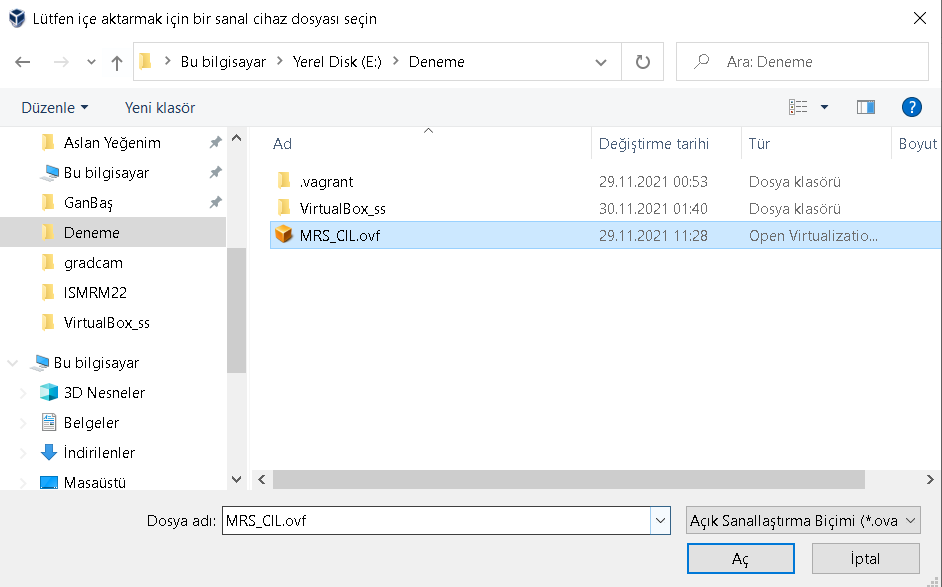 Lütfen içe aktarmak için bir sanal cihaz dosyası seçin
Bu bilgisayar Yerel Disk (E:) Deneme
Ara: Deneme
Düzenle Yeni klasör
Aslan Yeğenim
Bu bilgisayar
GanBaş
Deneme
gradcam
ISMRM22
VirtualBox_ss
Bu bilgisayar
3D Nesneler
Belgeler
İndirilenler
Masaüstü
Ad Değiştirme tarihi Tür Boyut
.vagrant 29.11.2021 00:53 Dosya klasörü
VirtualBox_ss 30.11.2021 01:40 Dosya klasörü
MRS_CIL.ovf 29.11.2021 11:28 Open Virtualizatio...
Dosya adı: MRS_CIL.ovf Açık Sanallaştırma Biçimi (*.ova
Aç İptal